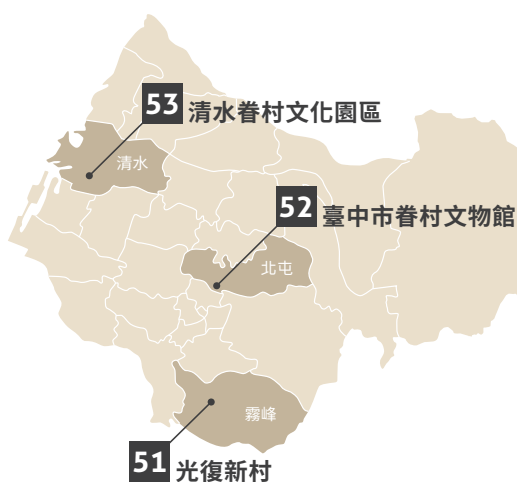 53 清水眷村文化園區
清水
52 臺中市眷村文物館
北屯
霧峰
51 光復新村